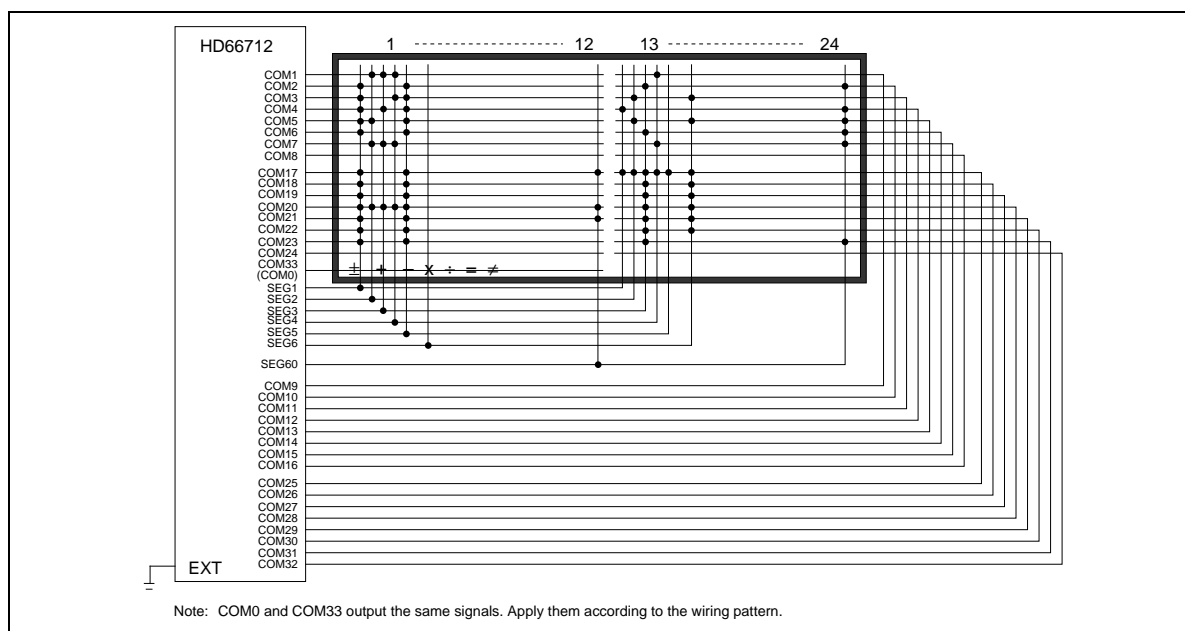 HD66712
1 ---------------------- 12 13 -------------------- 24
COM1
COM2
COM3
COM4
COM5
COM6
COM7
COM8
COM17
COM18
COM19
COM20
COM21
COM22
COM23
COM24
COM33
(COM0)
± + − x ÷ = ≠
SEG1
SEG2
SEG3
SEG4
SEG5
SEG6
SEG60
COM9
COM10
COM11
COM12
COM13
COM14
COM15
COM16
COM25
COM26
COM27
COM28
COM29
COM30
COM31
COM32
EXT
Note: COM0 and COM33 output the same signals. Apply them according to the wiring pattern.